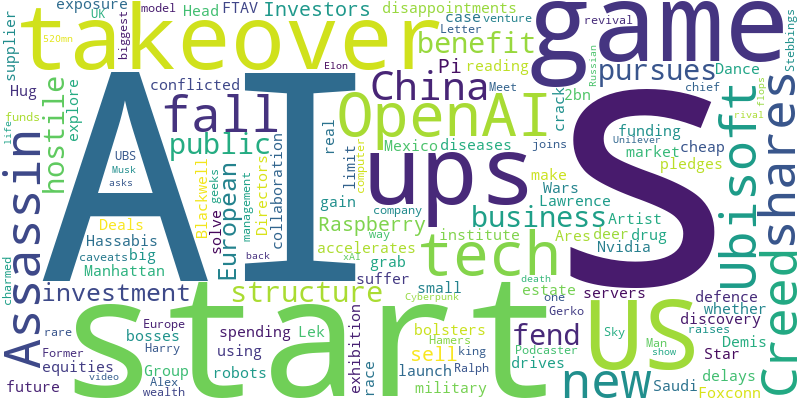 exposure
UK
biggest
model
Head
FTAV
Investors
case
venture
disappointments
Letter
revival
supplier
520mn
takeover
Elon
benefit
Pi
reading
game
Russian
Stebbings
Hug
hostile
explore
conflicted
fall
China
OpenAI
2bn
crack
pursues
Dance
Meet
chief
flops
rival
funds
life
AI
public
UBS
Musk
asks
real
limit
Mexico
diseases
joins
Unilever
funding
market
cheap
pledges
Assassin
Deals
Hassabis
caveats
big
Manhattan
Blackwell
solve
geeks
European
management
Directors
collaboration
gain
Raspberry
way
accelerates
computer
xAI
grab
back
suffer
ups
company
make
Wars
Lawrence
business
Artist
institute
Ares
deer
drug
Nvidia
tech
S
Ubisoft
shares
Creed
charmed
investment
structure
small
estate
death
servers
defence
whether
discovery
Demis
raises
Star
rare
Europe
Former
bosses
Harry
equities
video
future
Alex
wealth
Group
start
spending
using
Lek
robots
exhibition
race
Cyberpunk
bolsters
Hamers
sell
king
launch
Ralph
military
one
Gerko
fend
Podcaster
drives
new
Sky
US
Man
show
Saudi
delays
Foxconn